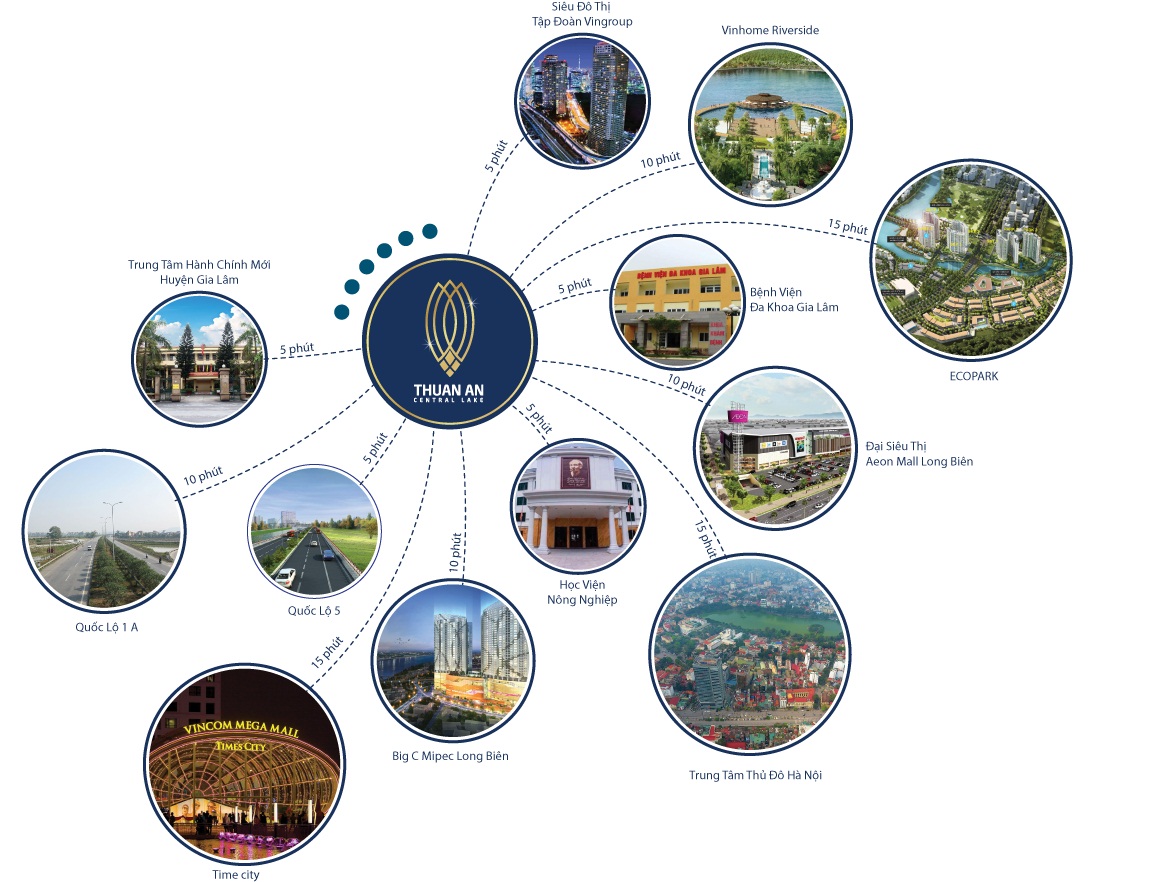 Siêu Đô Thị
Tập Đoàn Vingroup
Vinhome Riverside
5 phút
10 phút
15 phút
ECOPARK
5 phút
BỆNH VIỆN ĐA KHOA GIA LÂM
Bệnh Viện
Đa Khoa Gia Lâm
Trung Tâm Hành Chính Mới
Huyện Gia Lâm
5 phút
THUAN AN
CENTRAL LAKE
10 phút
AEON
Đại Siêu Thị
Aeon Mall Long Biên
5 phút
Học Viện
Nông Nghiệp
15 phút
Trung Tâm Thủ Đô Hà Nội
10 phút
Quốc Lộ 1 A
5 phút
Quốc Lộ 5
10 phút
Big C Mipec Long Biên
15 phút
VINCOM MEGA MALL
TIMES CITY
Time city